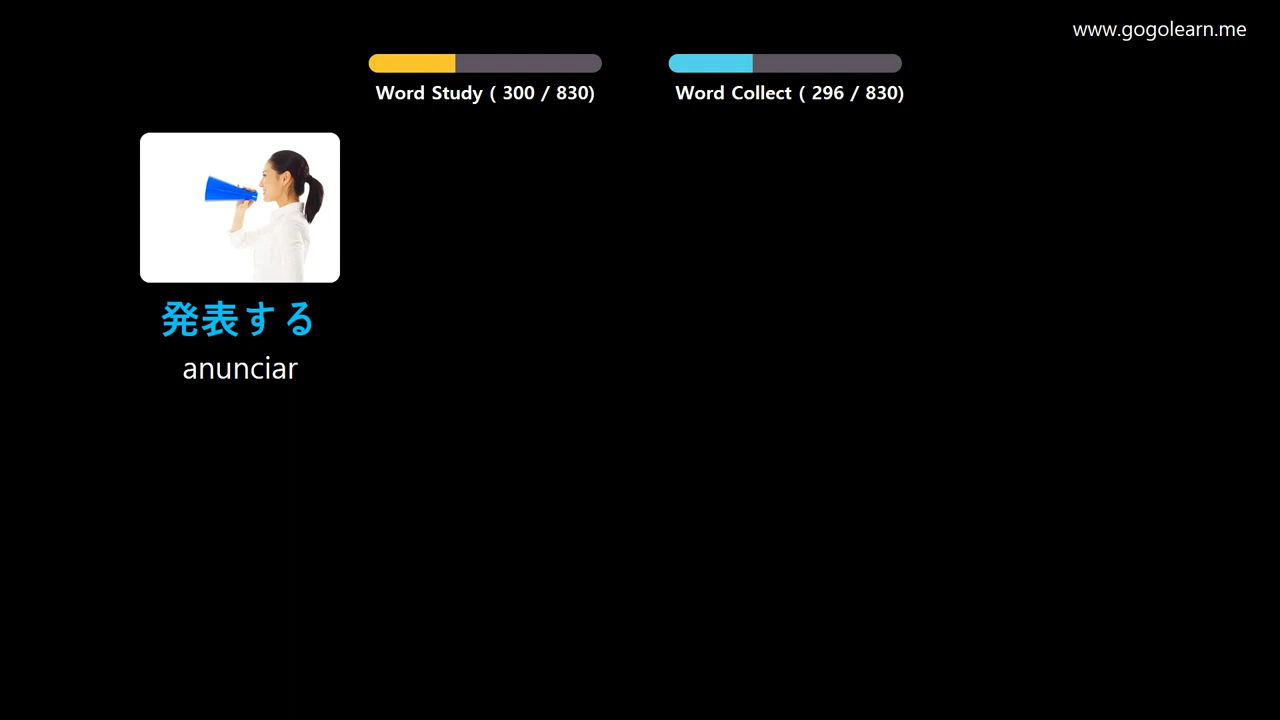 www.gogolearn.me
Word Study ( 300 / 830)
Word Collect ( 296 / 830)
発表する
anunciar